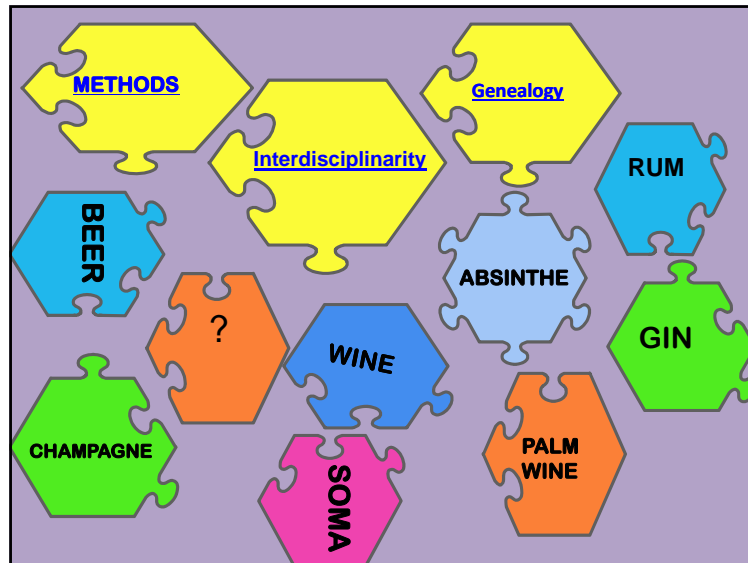 METHODS
Genealogy
Interdisciplinarity
RUM
BEER
ABSINTHE
?
GIN
WINE
CHAMPAGNE
PALM
WINE
SOMA